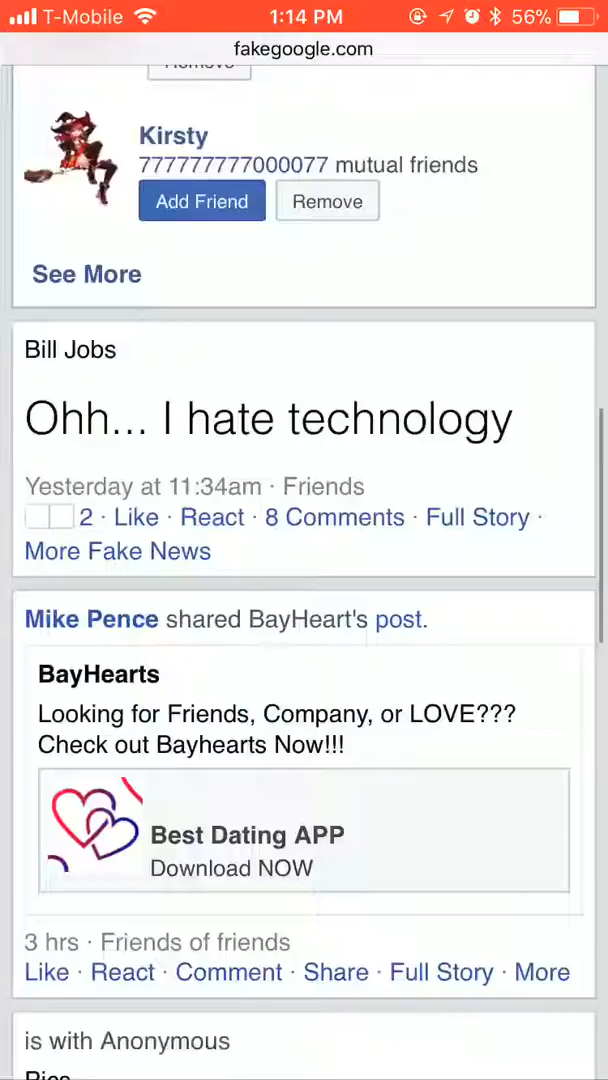 T-Mobile 1:14 PM 56%
fakegoogle.com
Remove
Kirsty
777777777000077 mutual friends
Add Friend Remove
See More
Bill Jobs
Ohh... I hate technology
Yesterday at 11:34am · Friends
2 · Like · React · 8 Comments · Full Story ·
More Fake News
Mike Pence shared BayHeart's post.
BayHearts
Looking for Friends, Company, or LOVE???
Check out Bayhearts Now!!!
Best Dating APP
Download NOW
3 hrs · Friends of friends
Like · React · Comment · Share · Full Story · More
is with Anonymous
Pics